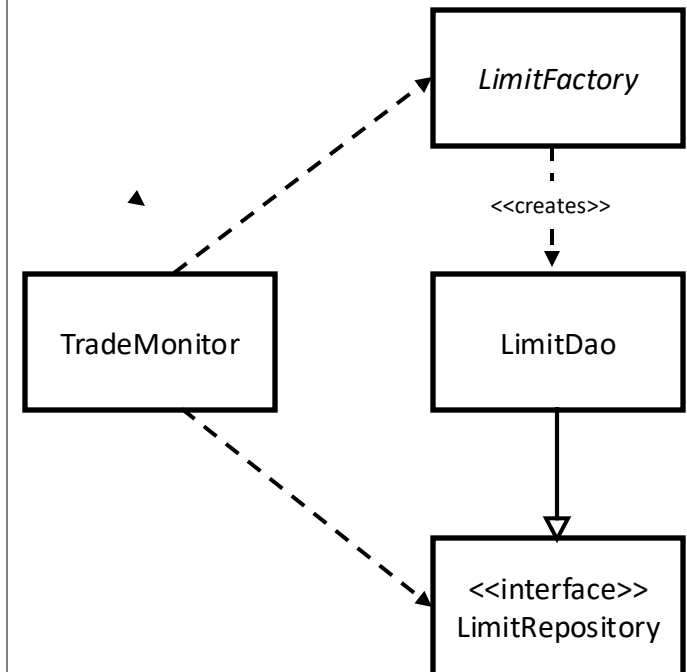 LimitFactory
<<creates>>
TradeMonitor
LimitDao
<<interface>>
LimitRepository